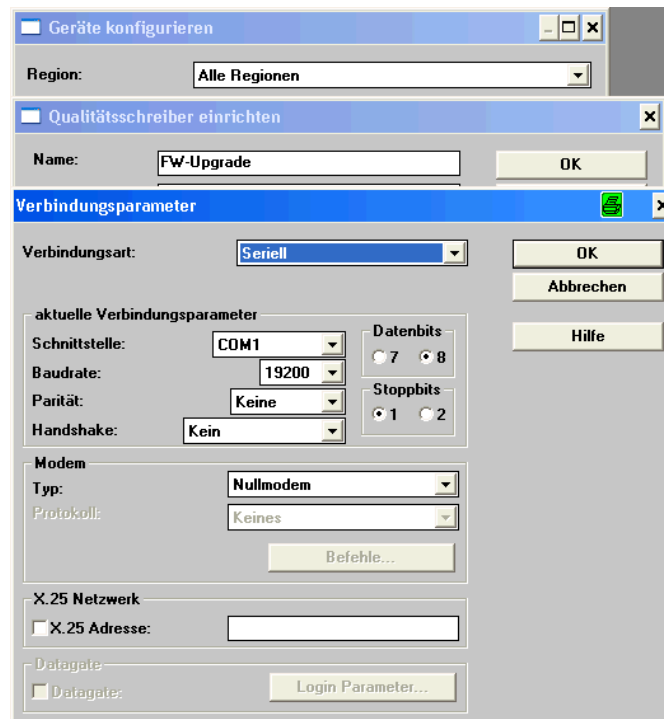 Geräte konfigurieren
Region: Alle Regionen
Qualitätsschreiber einrichten
Name: FW-Upgrade OK
Verbindungsparameter
Verbindungsart: Seriell OK
Abbrechen
Hilfe
aktuelle Verbindungsparameter
Schnittstelle: COM1
Baudrate: 19200
Parität: Keine
Handshake: Kein
Datenbits
7 8
Stoppbits
1 2
Modem
Typ: Nullmodem
Protokoll: Keines
Befehle...
X.25 Netzwerk
X.25 Adresse:
Datagate
Datagate: Login Parameter...